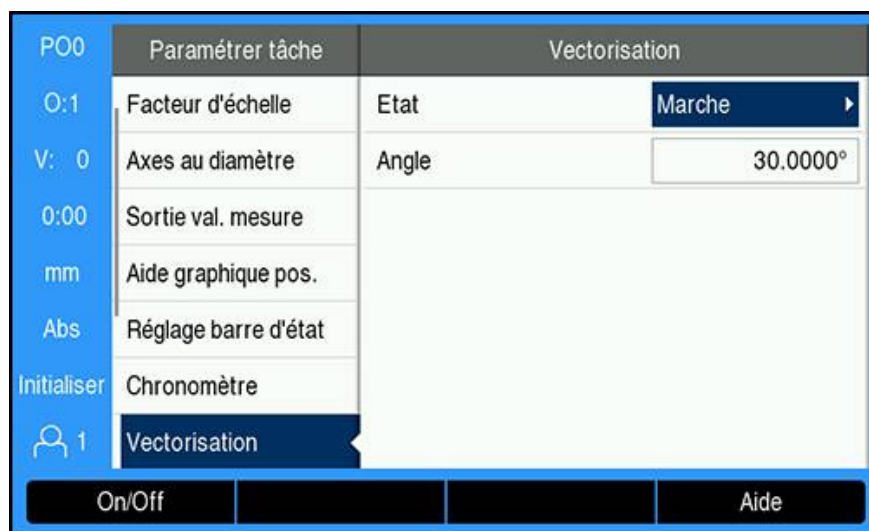 PO0
Paramétrer tâche
Vectorisation
O:1
Facteur d'échelle
Etat
Marche
V: 0
Axes au diamètre
Angle
30.0000°
0:00
Sortie val. mesure
mm
Aide graphique pos.
Abs
Réglage barre d'état
Initialiser
Chronomètre
1
Vectorisation
On/Off
Aide